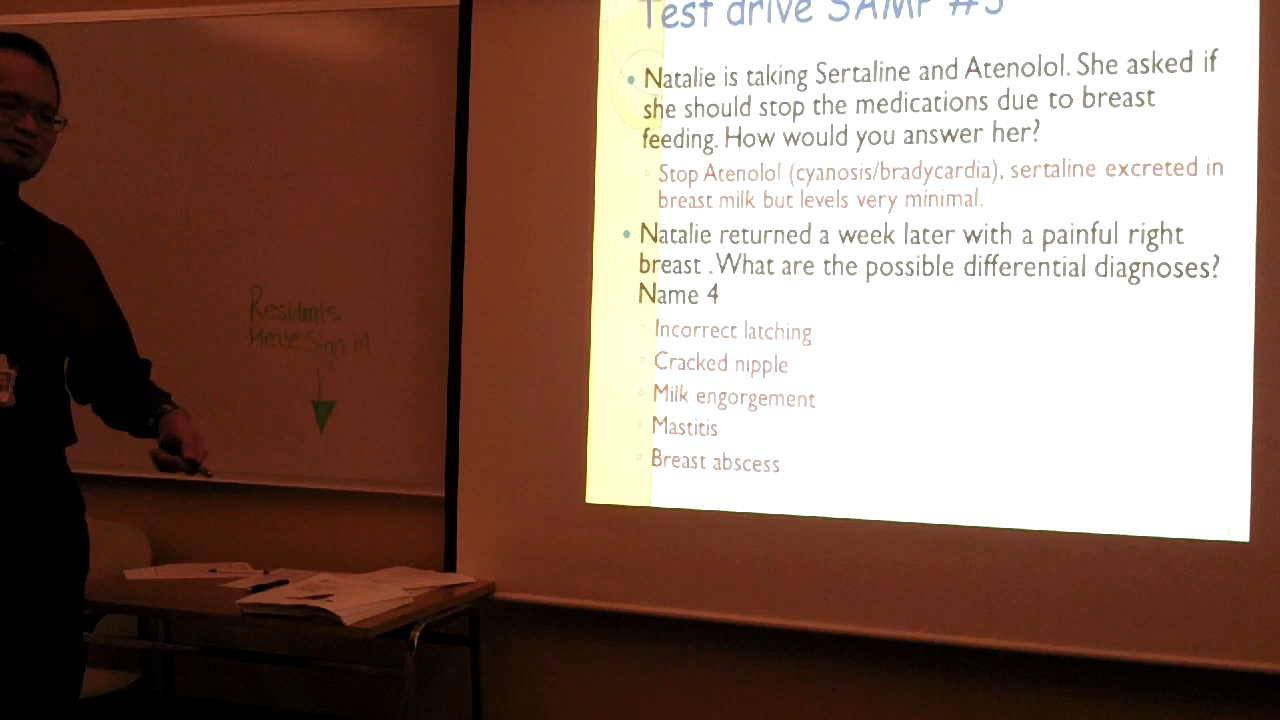 Test drive SAMP #5
Natalie is taking Sertaline and Atenolol. She asked if
she should stop the medications due to breast
feeding. How would you answer her?
Stop Atenolol (cyanosis/bradycardia), sertaline excreted in
breast milk but levels very minimal.
Natalie returned a week later with a painful right
breast .What are the possible differential diagnoses?
Name 4
Incorrect latching
Cracked nipple
Milk engorgement
Mastitis
Breast abscess
Residents
Please Sign in